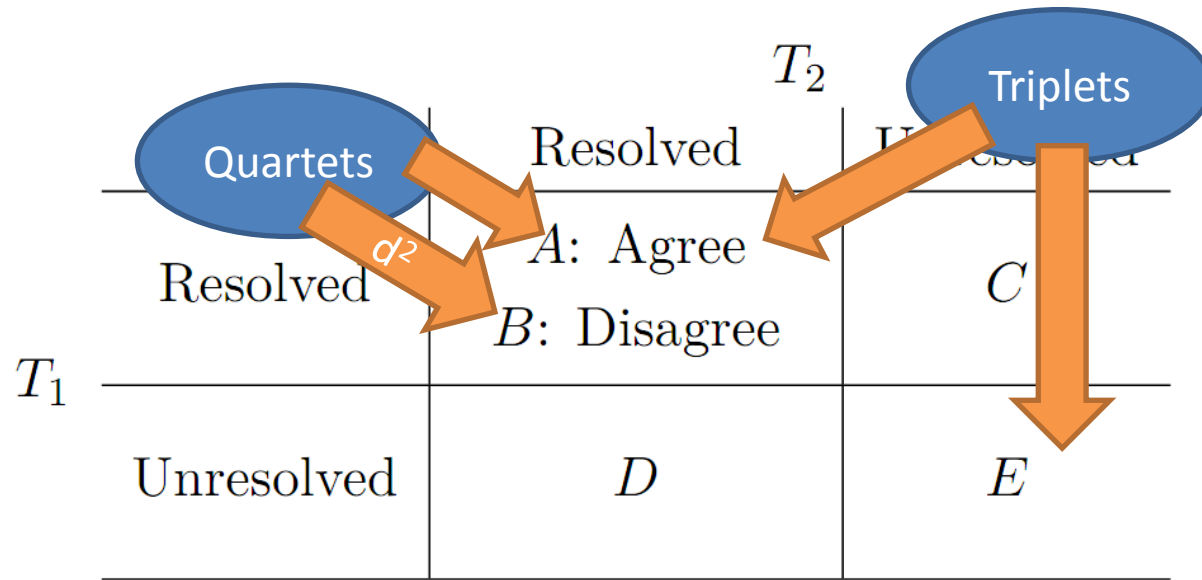 T₂
Triplets
Quartets
Resolved
Resolved
A: Agree
C
B: Disagree
T₁
d²
Unresolved
D
E